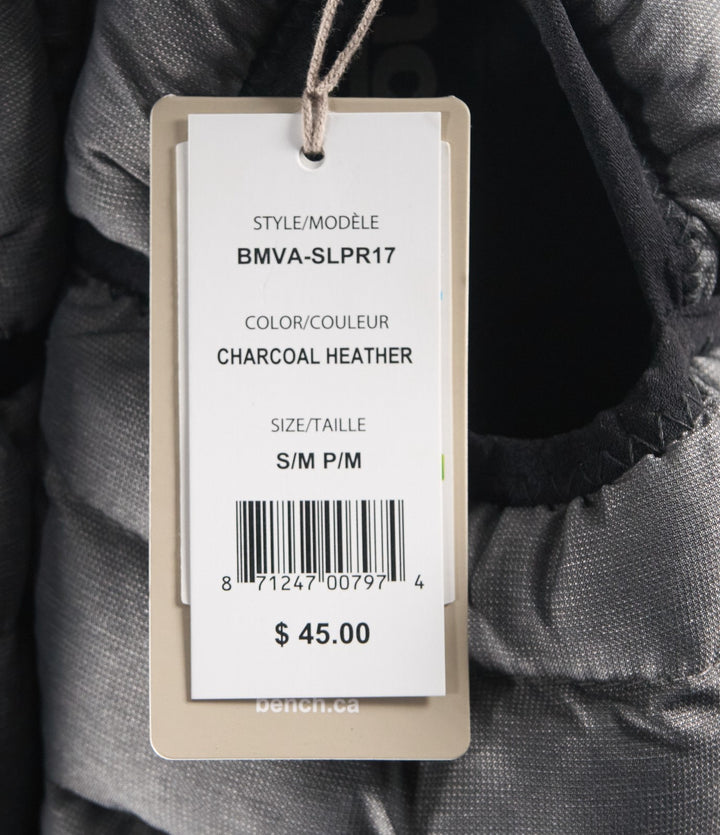 STYLE/MODÈLE
BMVA-SLPR17
COLOR/COULEUR
CHARCOAL HEATHER
SIZE/TAILLE
S/M P/M
8 71247 00797 4
$ 45.00
bench.ca